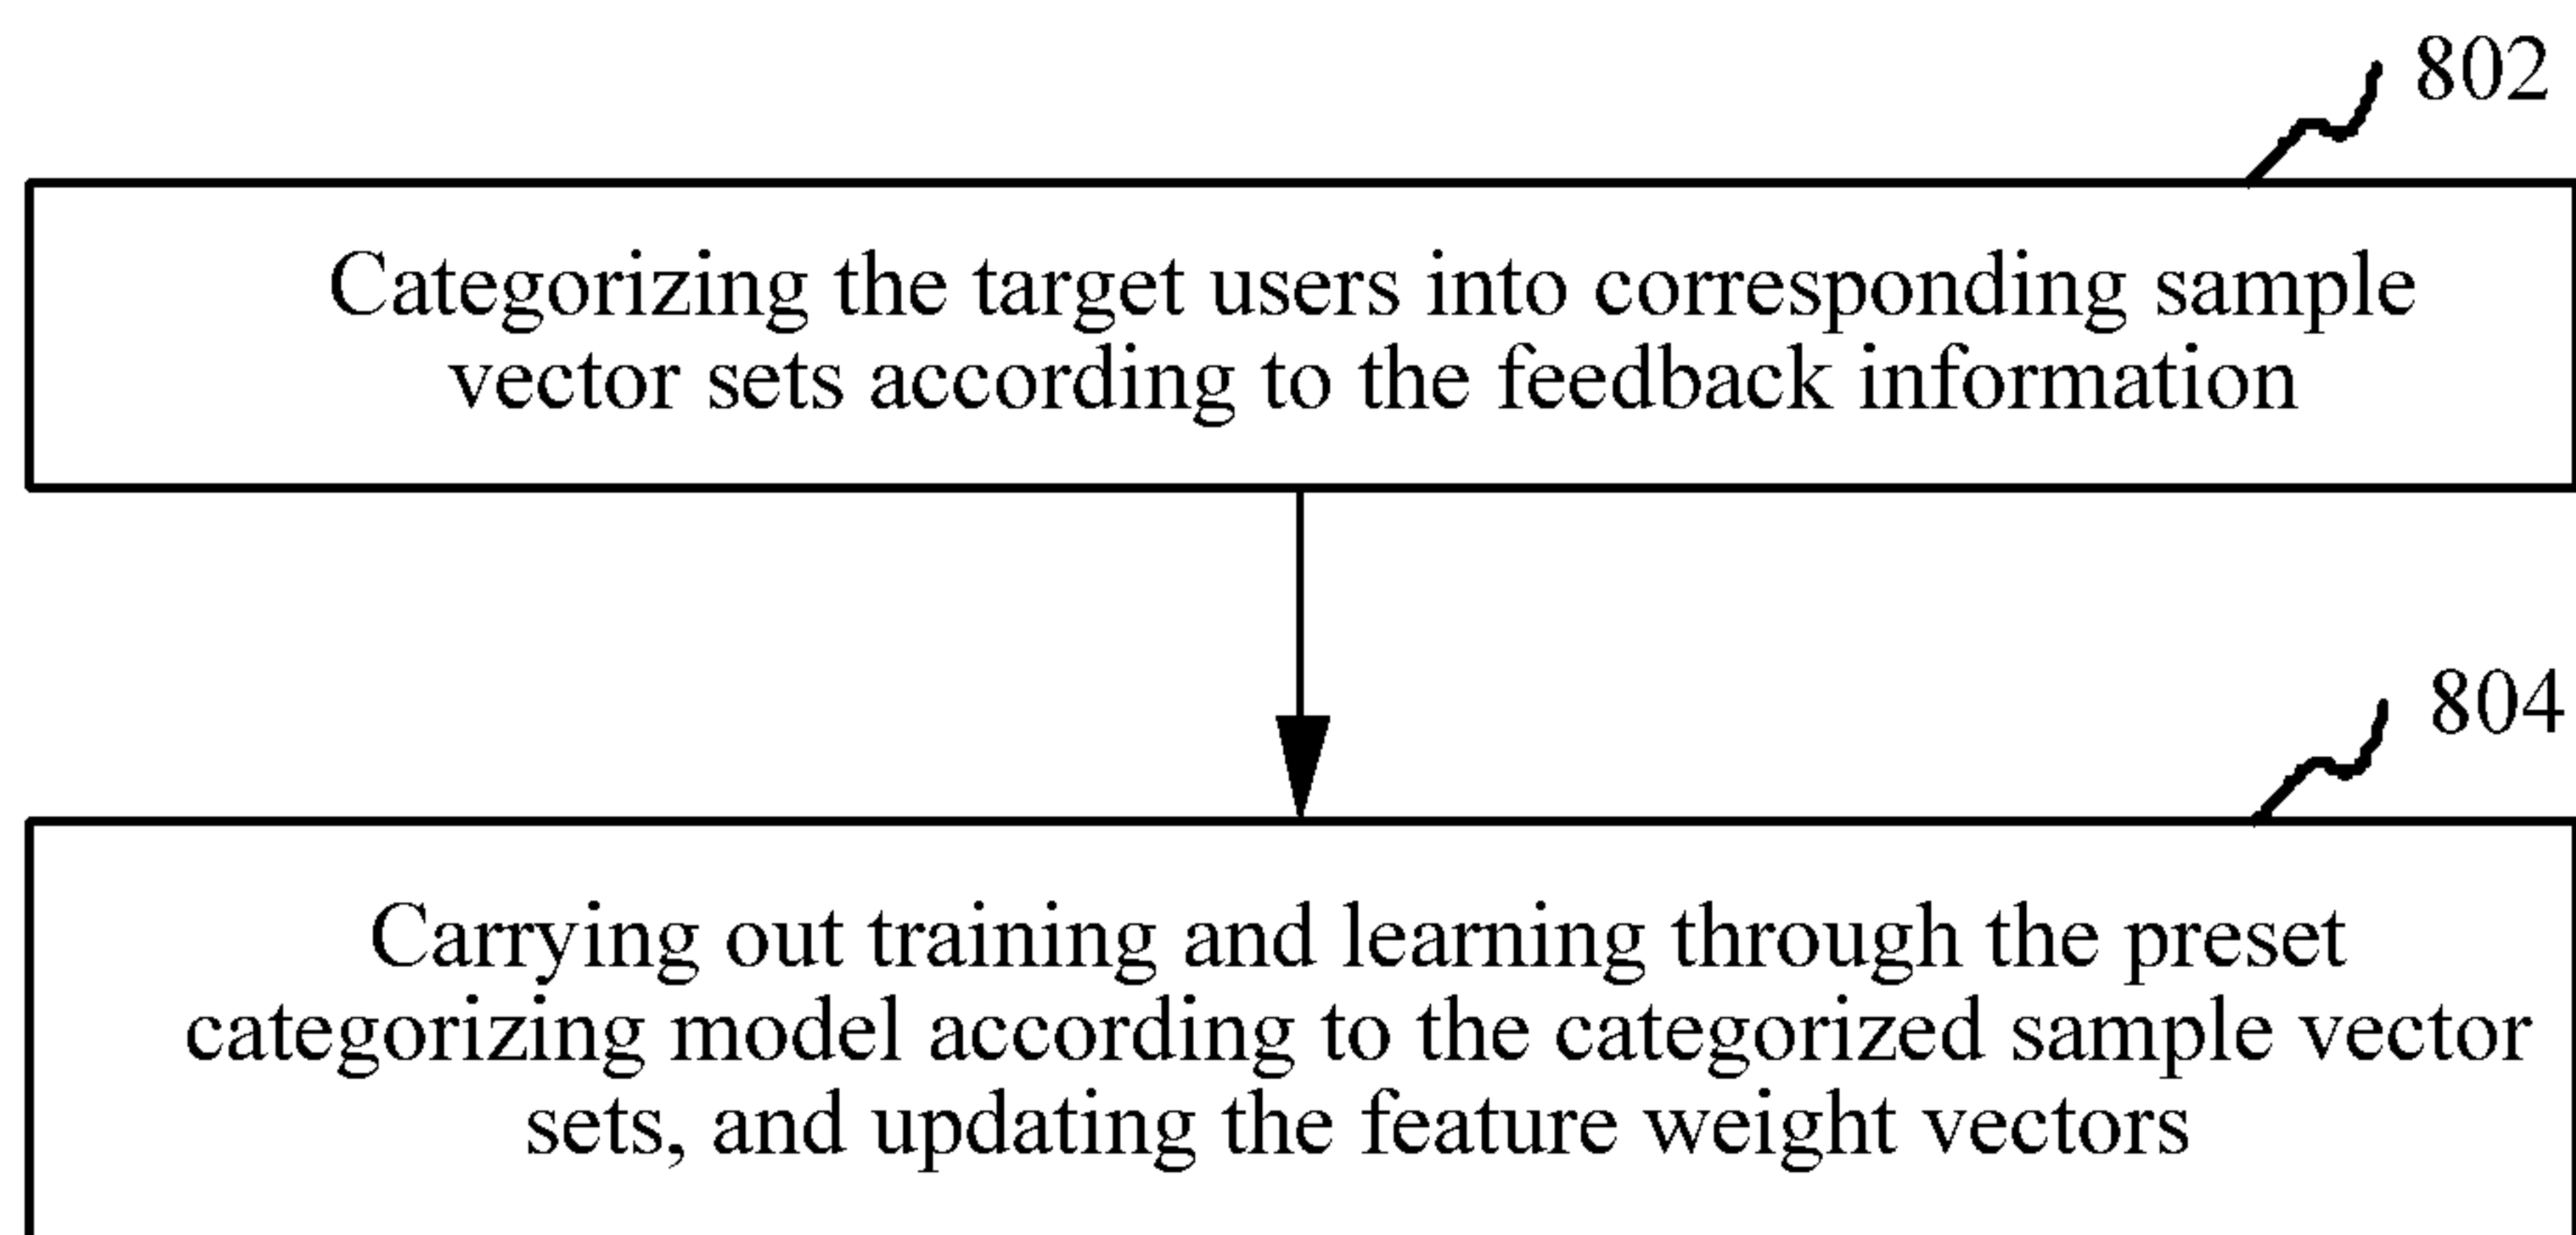 802
Categorizing the target users into corresponding sample
vector sets according to the feedback information
804
Carrying out training and learning through the preset
categorizing model according to the categorized sample vector
sets, and updating the feature weight vectors